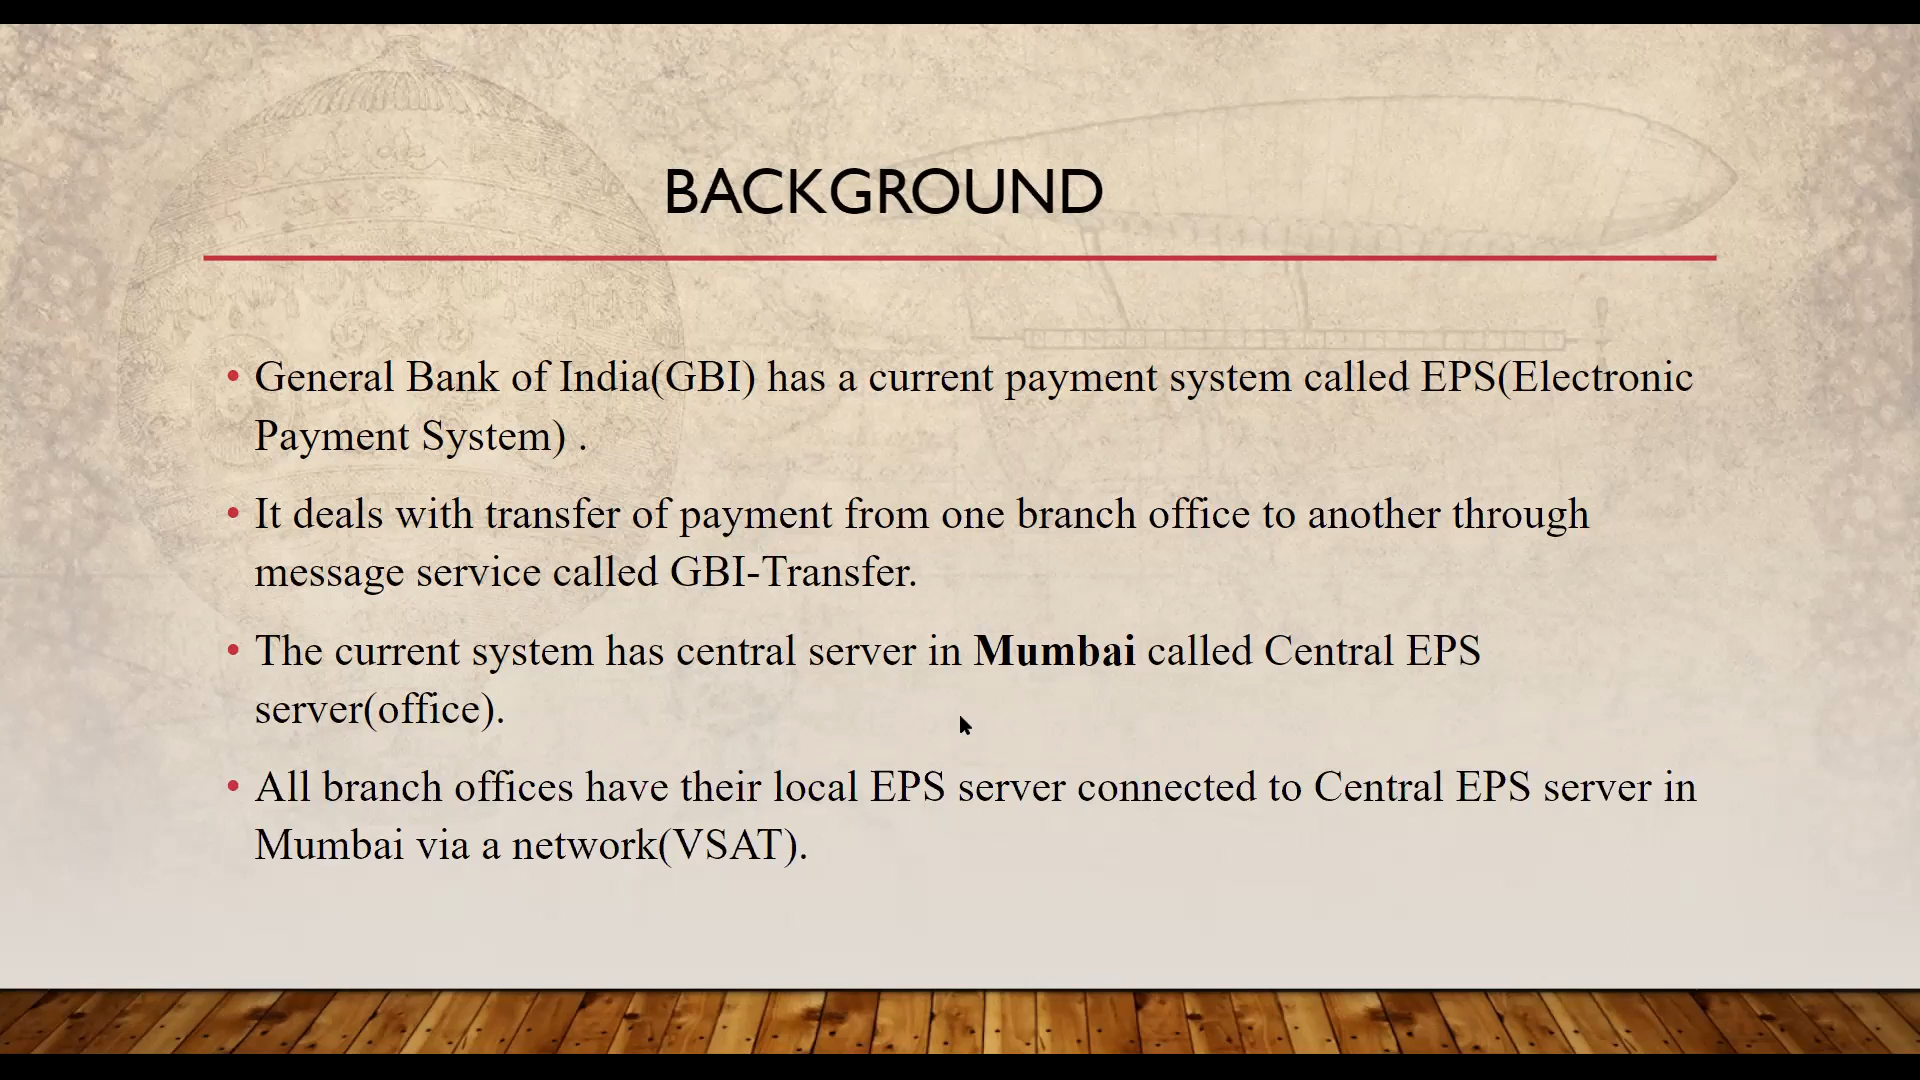 BACKGROUND
• General Bank of India(GBI) has a current payment system called EPS(Electronic
Payment System) .
• It deals with transfer of payment from one branch office to another through
message service called GBI-Transfer.
• The current system has central server in Mumbai called Central EPS
server(office).
• All branch offices have their local EPS server connected to Central EPS server in
Mumbai via a network(VSAT).